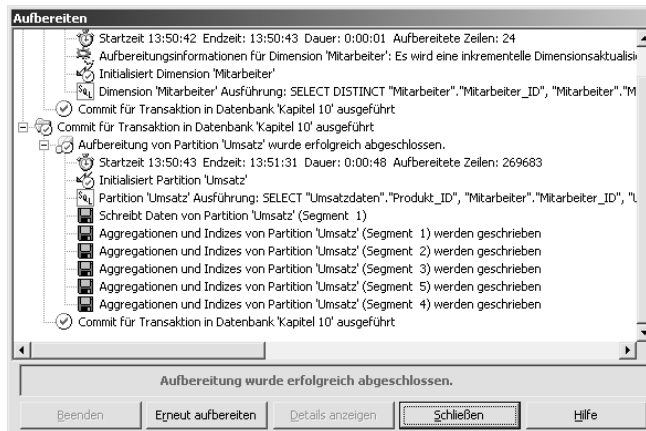 Aufbereiten
Startzeit 13:50:42 Endzeit: 13:50:43 Dauer: 0:00:01 Aufbereitete Zeilen: 24
Aufbereitungsinformationen für Dimension 'Mitarbeiter': Es wird eine inkrementelle Dimensionsaktualisi
Initialisiert Dimension 'Mitarbeiter'
SQL Dimension 'Mitarbeiter' Ausführung: SELECT DISTINCT "Mitarbeiter"."Mitarbeiter_ID", "Mitarbeiter"."M
Commit für Transaktion in Datenbank 'Kapitel 10' ausgeführt
Commit für Transaktion in Datenbank 'Kapitel 10' ausgeführt
Aufbereitung von Partition 'Umsatz' wurde erfolgreich abgeschlossen.
Startzeit 13:50:43 Endzeit: 13:51:31 Dauer: 0:00:48 Aufbereitete Zeilen: 269683
Initialisiert Partition 'Umsatz'
SQL Partition 'Umsatz' Ausführung: SELECT "Umsatzdaten"."Produkt_ID", "Mitarbeiter"."Mitarbeiter_ID", "U
Schreibt Daten von Partition 'Umsatz' (Segment 1)
Aggregationen und Indizes von Partition 'Umsatz' (Segment 1) werden geschrieben
Aggregationen und Indizes von Partition 'Umsatz' (Segment 2) werden geschrieben
Aggregationen und Indizes von Partition 'Umsatz' (Segment 3) werden geschrieben
Aggregationen und Indizes von Partition 'Umsatz' (Segment 5) werden geschrieben
Aggregationen und Indizes von Partition 'Umsatz' (Segment 4) werden geschrieben
Commit für Transaktion in Datenbank 'Kapitel 10' ausgeführt
Aufbereitung wurde erfolgreich abgeschlossen.
Beenden Erneut aufbereiten Details anzeigen Schließen Hilfe